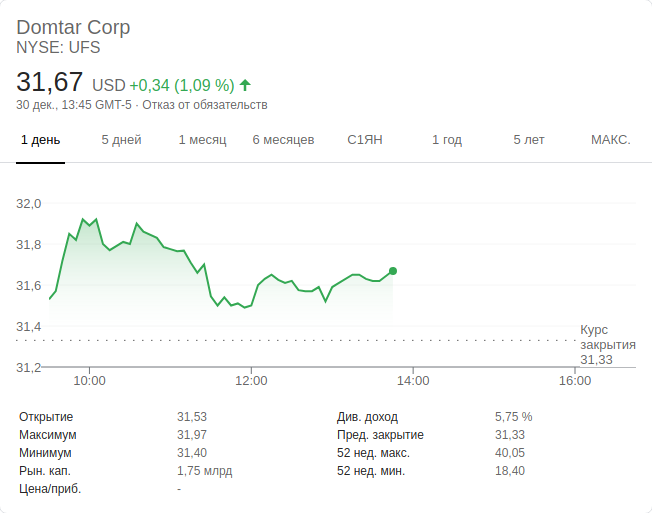 Domtar Corp
NYSE: UFS
31,67 USD +0,34 (1,09 %)
30 дек., 13:45 GMT-5 · Отказ от обязательств
1 день 5 дней 1 месяц 6 месяцев С1ЯН 1 год 5 лет МАКС.
32,0
31,8
31,6
31,4
Курс
закрытия
31,33
31,2
10:00 12:00 14:00 16:00
Открытие 31,53 Див. доход 5,75 %
Максимум 31,97 Пред. закрытие 31,33
Минимум 31,40 52 нед. макс. 40,05
Рын. кап. 1,75 млрд 52 нед. мин. 18,40
Цена/приб. -